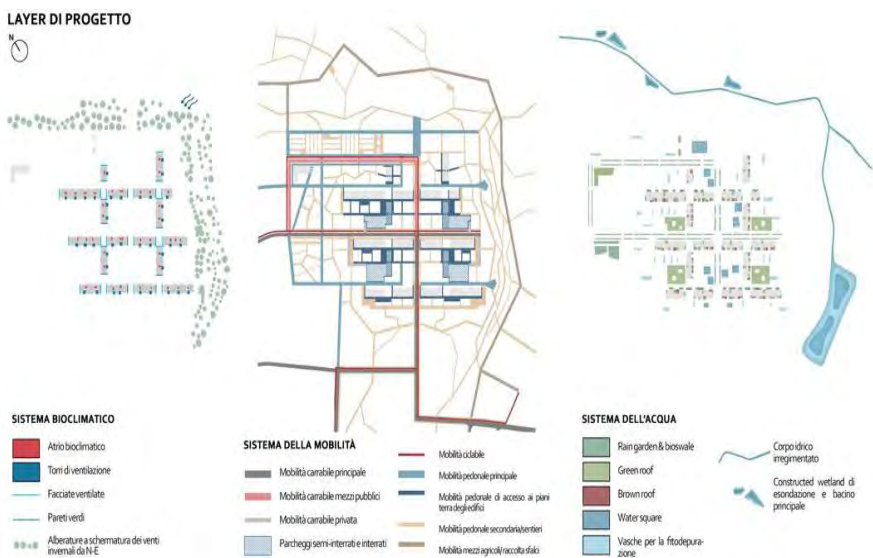 LAYER DI PROGETTO
N
SISTEMA BIOCLIMATICO
Atrio bioclimatico
Torri di ventilazione
Facciate ventilate
Pareti verdi
Alberature a schermatura dei venti
invernali da N-E
SISTEMA DELLA MOBILITÀ
Mobilità carrabile principale
Mobilità carrabile mezzi pubblici
Mobilità carrabile privata
Parcheggi semi-interrati e interrati
Mobilità ciclabile
Mobilità pedonale principale
Mobilità pedonale di accesso ai piani
terra degli edifici
Mobilità pedonale secondaria/sentieri
Mobilità mezzi agricoli/raccolta sfalci
SISTEMA DELL'ACQUA
Rain garden & bioswale
Green roof
Brown roof
Water square
Vasche per la fitodepura-
zione
Corpo idrico
irregimentato
Constructed wetland di
esondazione e bacino
principale